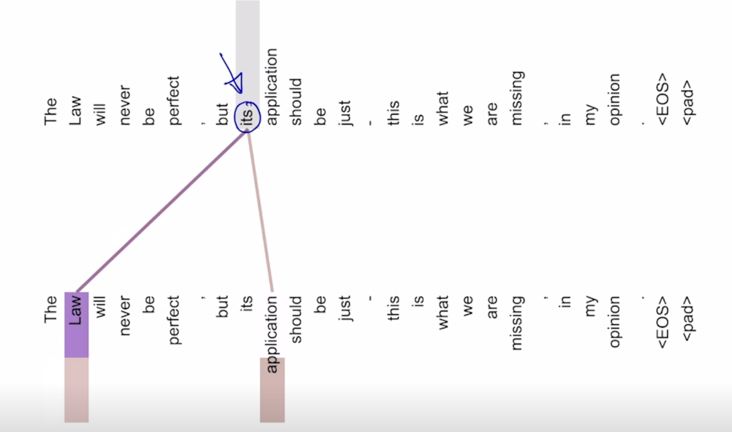 The Law will never be perfect , but its application should be just - this is what we are missing , in my opinion . <EOS> <pad>
The Law will never be perfect , but its application should be just - this is what we are missing , in my opinion . <EOS> <pad>